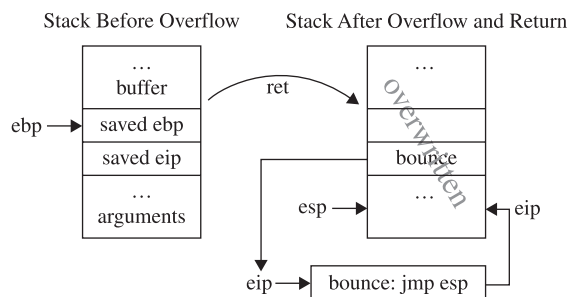 Stack Before Overflow
Stack After Overflow and Return
...
buffer
ebp
saved ebp
saved eip
...
arguments
ret
...
overwritten
bounce
esp
...
eip
eip
bounce: jmp esp